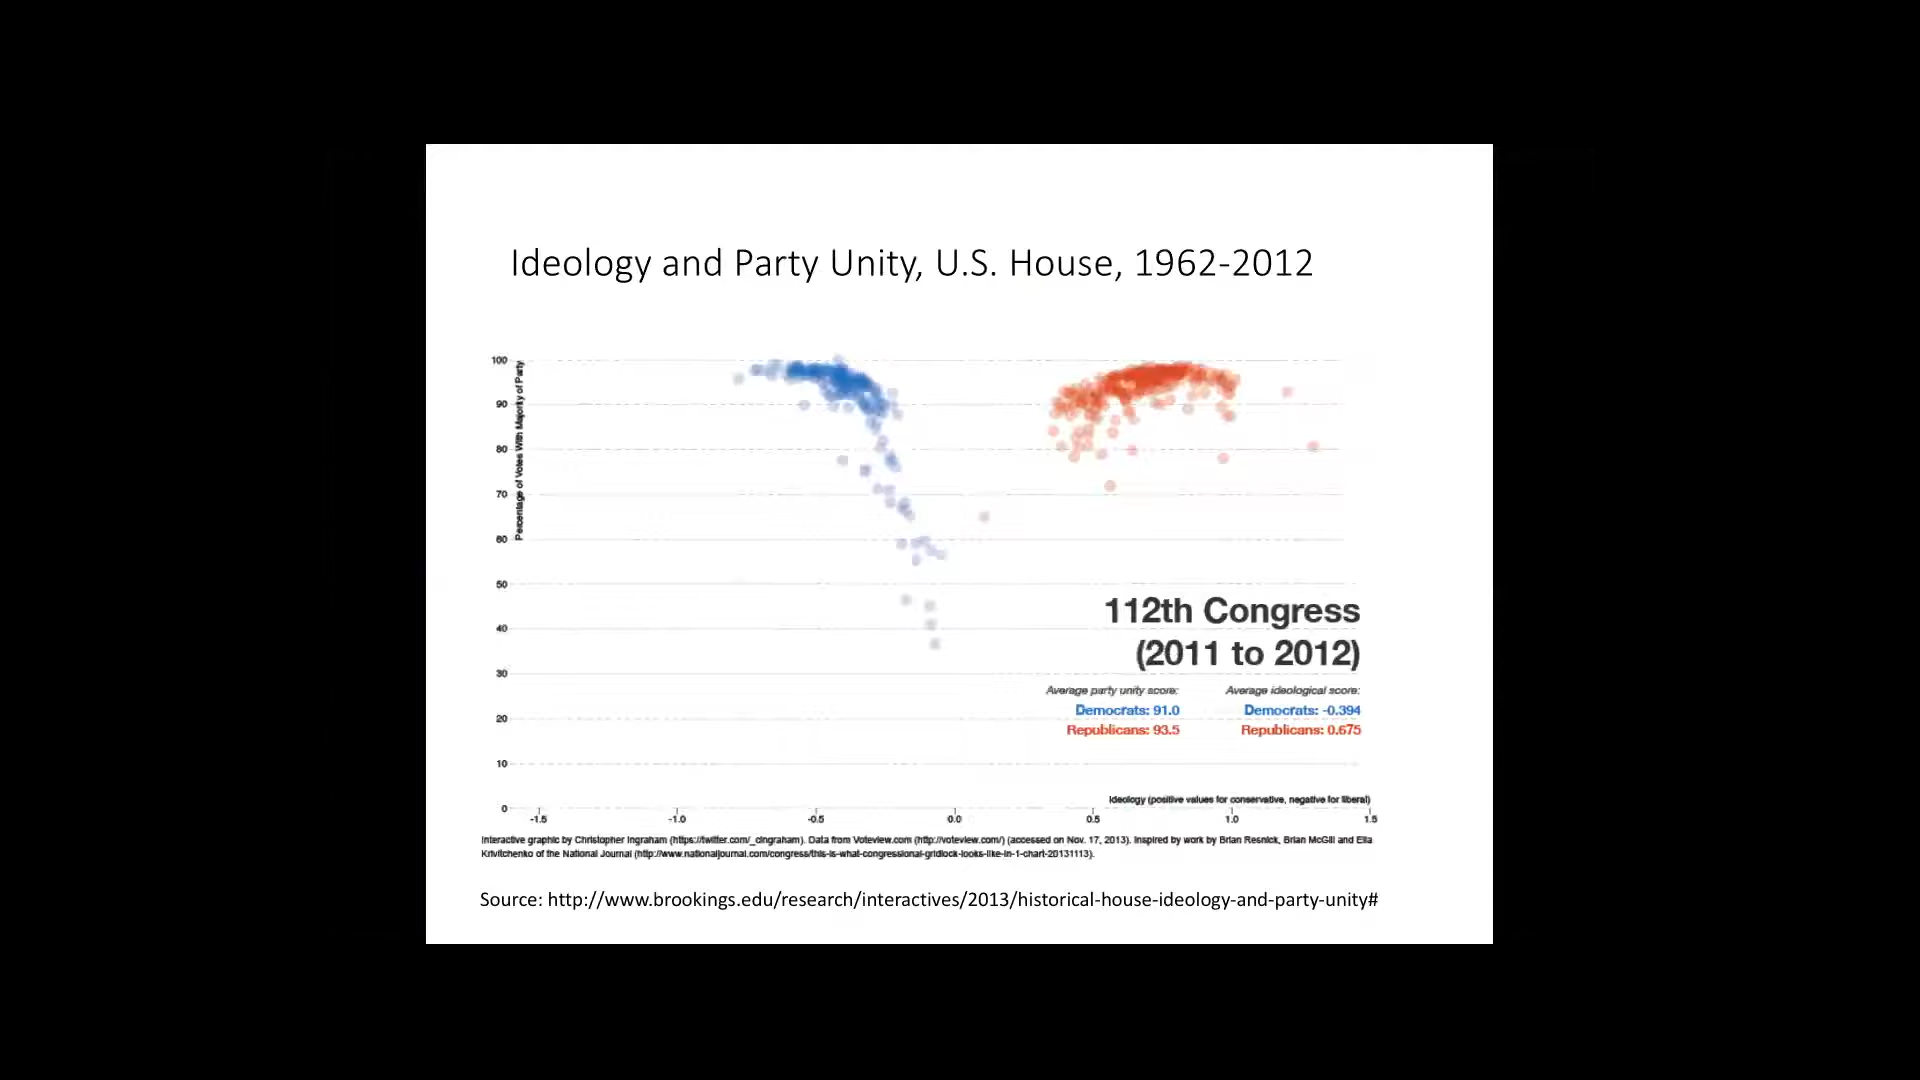 Ideology and Party Unity, U.S. House, 1962-2012
100
90
80
70
60
50
40
30
20
10
0
Percentage of Votes With Majority of Party
112th Congress
(2011 to 2012)
Average party unity score: Average ideological score:
Democrats: 91.0 Democrats: -0.394
Republicans: 93.5 Republicans: 0.675
Ideology (positive values for conservative, negative for liberal)
-1.5 -1.0 -0.5 0.0 0.5 1.0 1.5
Interactive graphic by Christopher Ingraham (https://twitter.com/_cingraham). Data from Voteview.com (http://voteview.com/) (accessed on Nov. 17, 2013). Inspired by work by Brian Resnick, Brian McGill and Ella
Krivitchenko of the National Journal (http://www.nationaljournal.com/congress/this-is-what-congressional-gridlock-looks-like-in-1-chart-20131113).
Source: http://www.brookings.edu/research/interactives/2013/historical-house-ideology-and-party-unity#